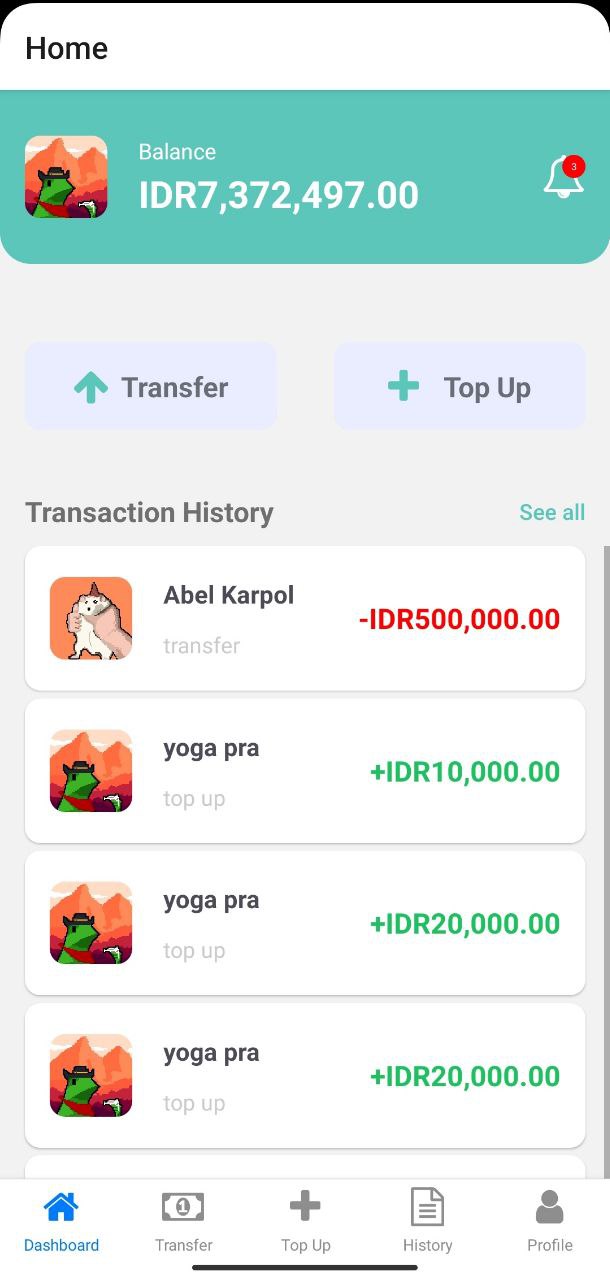 Home
Balance
IDR7,372,497.00
3
Transfer
Top Up
Transaction History
See all
Abel Karpol
-IDR500,000.00
transfer
yoga pra
+IDR10,000.00
top up
yoga pra
+IDR20,000.00
top up
yoga pra
+IDR20,000.00
top up
1
Dashboard
Transfer
Top Up
History
Profile